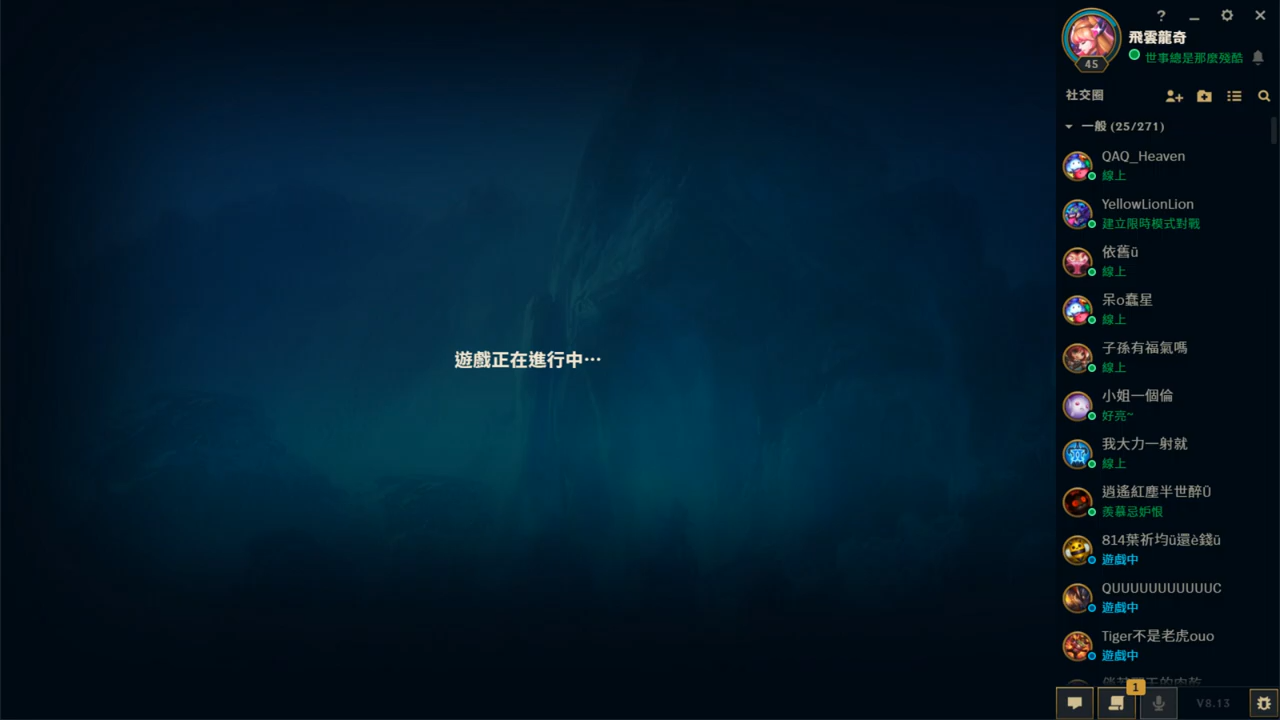 飛雲龍奇
世事總是那麼殘酷
45
社交圈
一般 (25/271)
QAQ_Heaven
線上
YellowLionLion
建立限時模式對戰
依舊ū
線上
呆o蠢星
線上
子孫有福氣嗎
線上
小姐一個倫
好亮~
遊戲正在進行中…
我大力一射就
線上
逍遙紅塵半世醉Ū
羨慕忌妒恨
814葉祈均ū還è錢ū
遊戲中
QUUUUUUUUUUUC
遊戲中
Tiger不是老虎ouo
遊戲中
1
V8.13